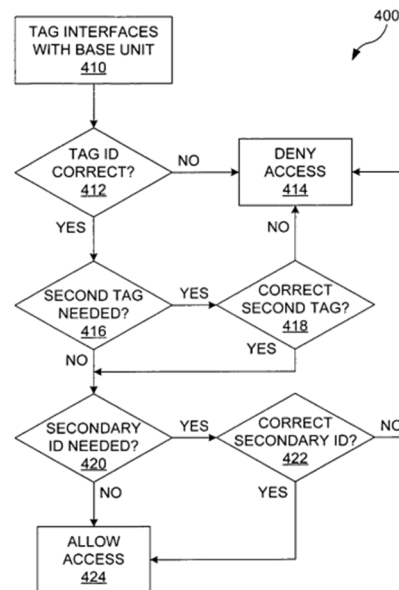 400
TAG INTERFACES
WITH BASE UNIT
410
TAG ID
CORRECT?
412
NO
DENY
ACCESS
414
YES
NO
SECOND TAG
NEEDED?
416
YES
CORRECT
SECOND TAG?
418
NO
YES
SECONDARY
ID NEEDED?
420
YES
CORRECT
SECONDARY ID?
422
NO
NO
YES
ALLOW
ACCESS
424